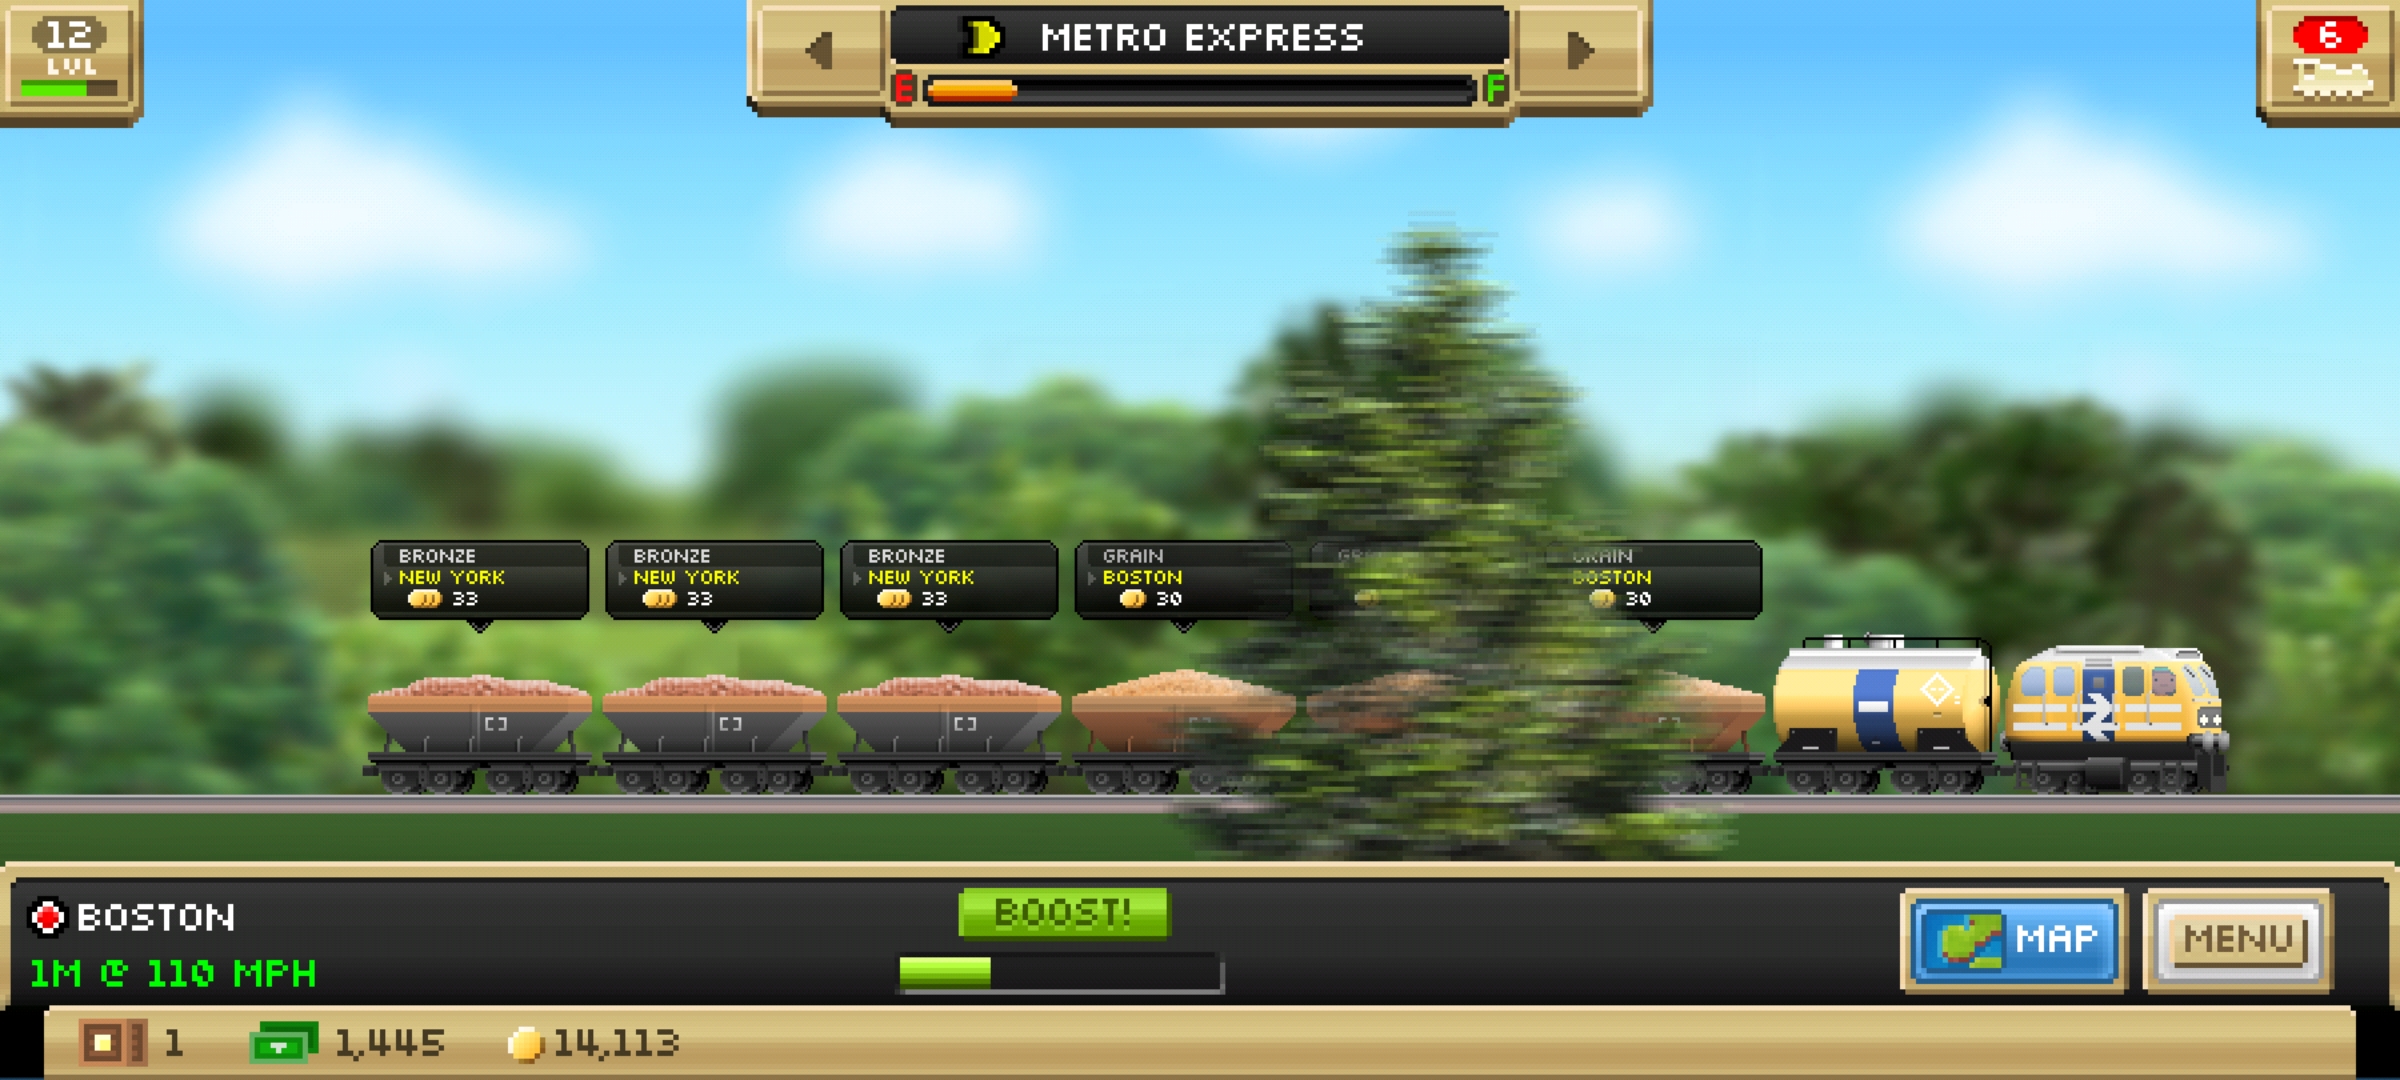 12
LVL
METRO EXPRESS
E
F
6
BRONZE
NEW YORK
33
BRONZE
NEW YORK
33
BRONZE
NEW YORK
33
GRAIN
BOSTON
30
GRAIN
BOSTON
30
BOSTON
1M @ 110 MPH
BOOST!
MAP
MENU
1
1,445
14,113